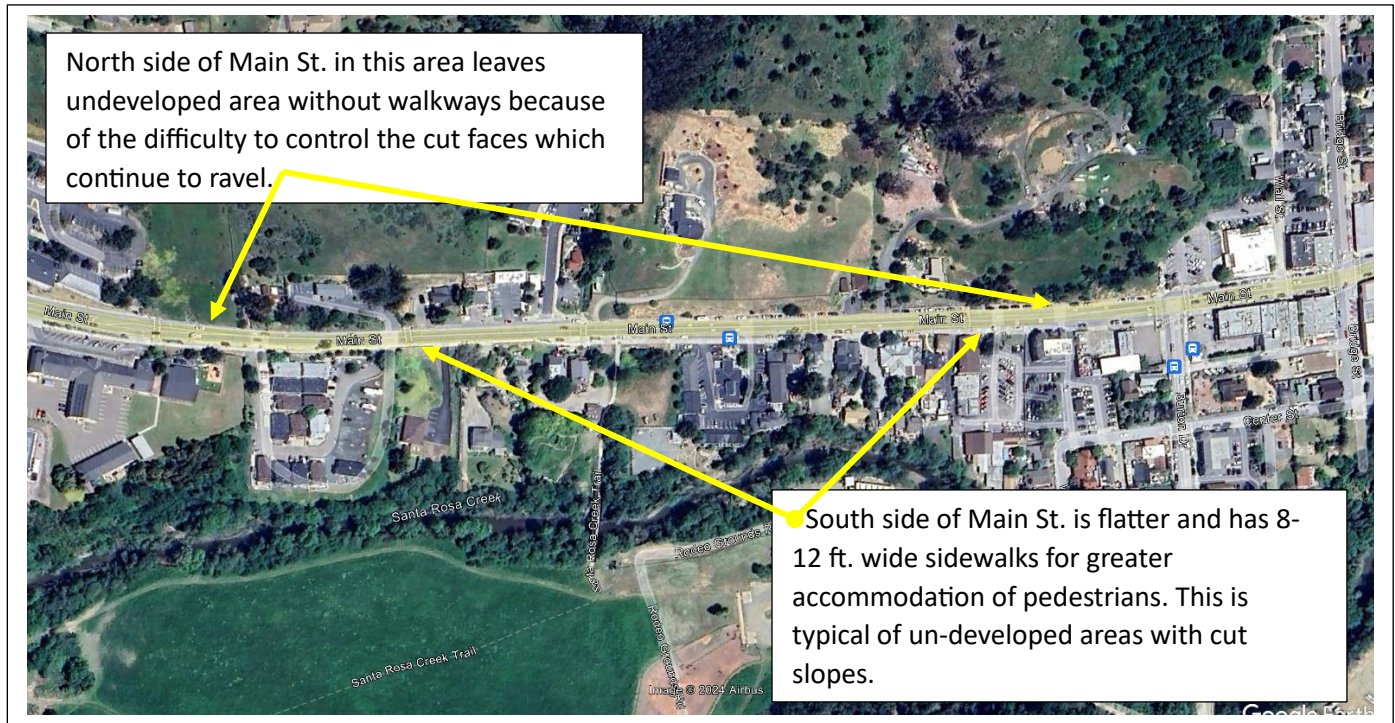 North side of Main St. in this area leaves
undeveloped area without walkways because
of the difficulty to control the cut faces which
continue to ravel.
Bridge St
Wall St
Main St
Main St
Main St
Main St
Main St
Bridge St
Burton Dr
Center St
Santa Rosa Creek
Santa Rosa Creek Trail
Rodeo Grounds R
Rodeo Grounds Rd
Santa Rosa Creek Trail
South side of Main St. is flatter and has 8-
12 ft. wide sidewalks for greater
accommodation of pedestrians. This is
typical of un-developed areas with cut
slopes.
Image © 2024 Airbus
Google Earth